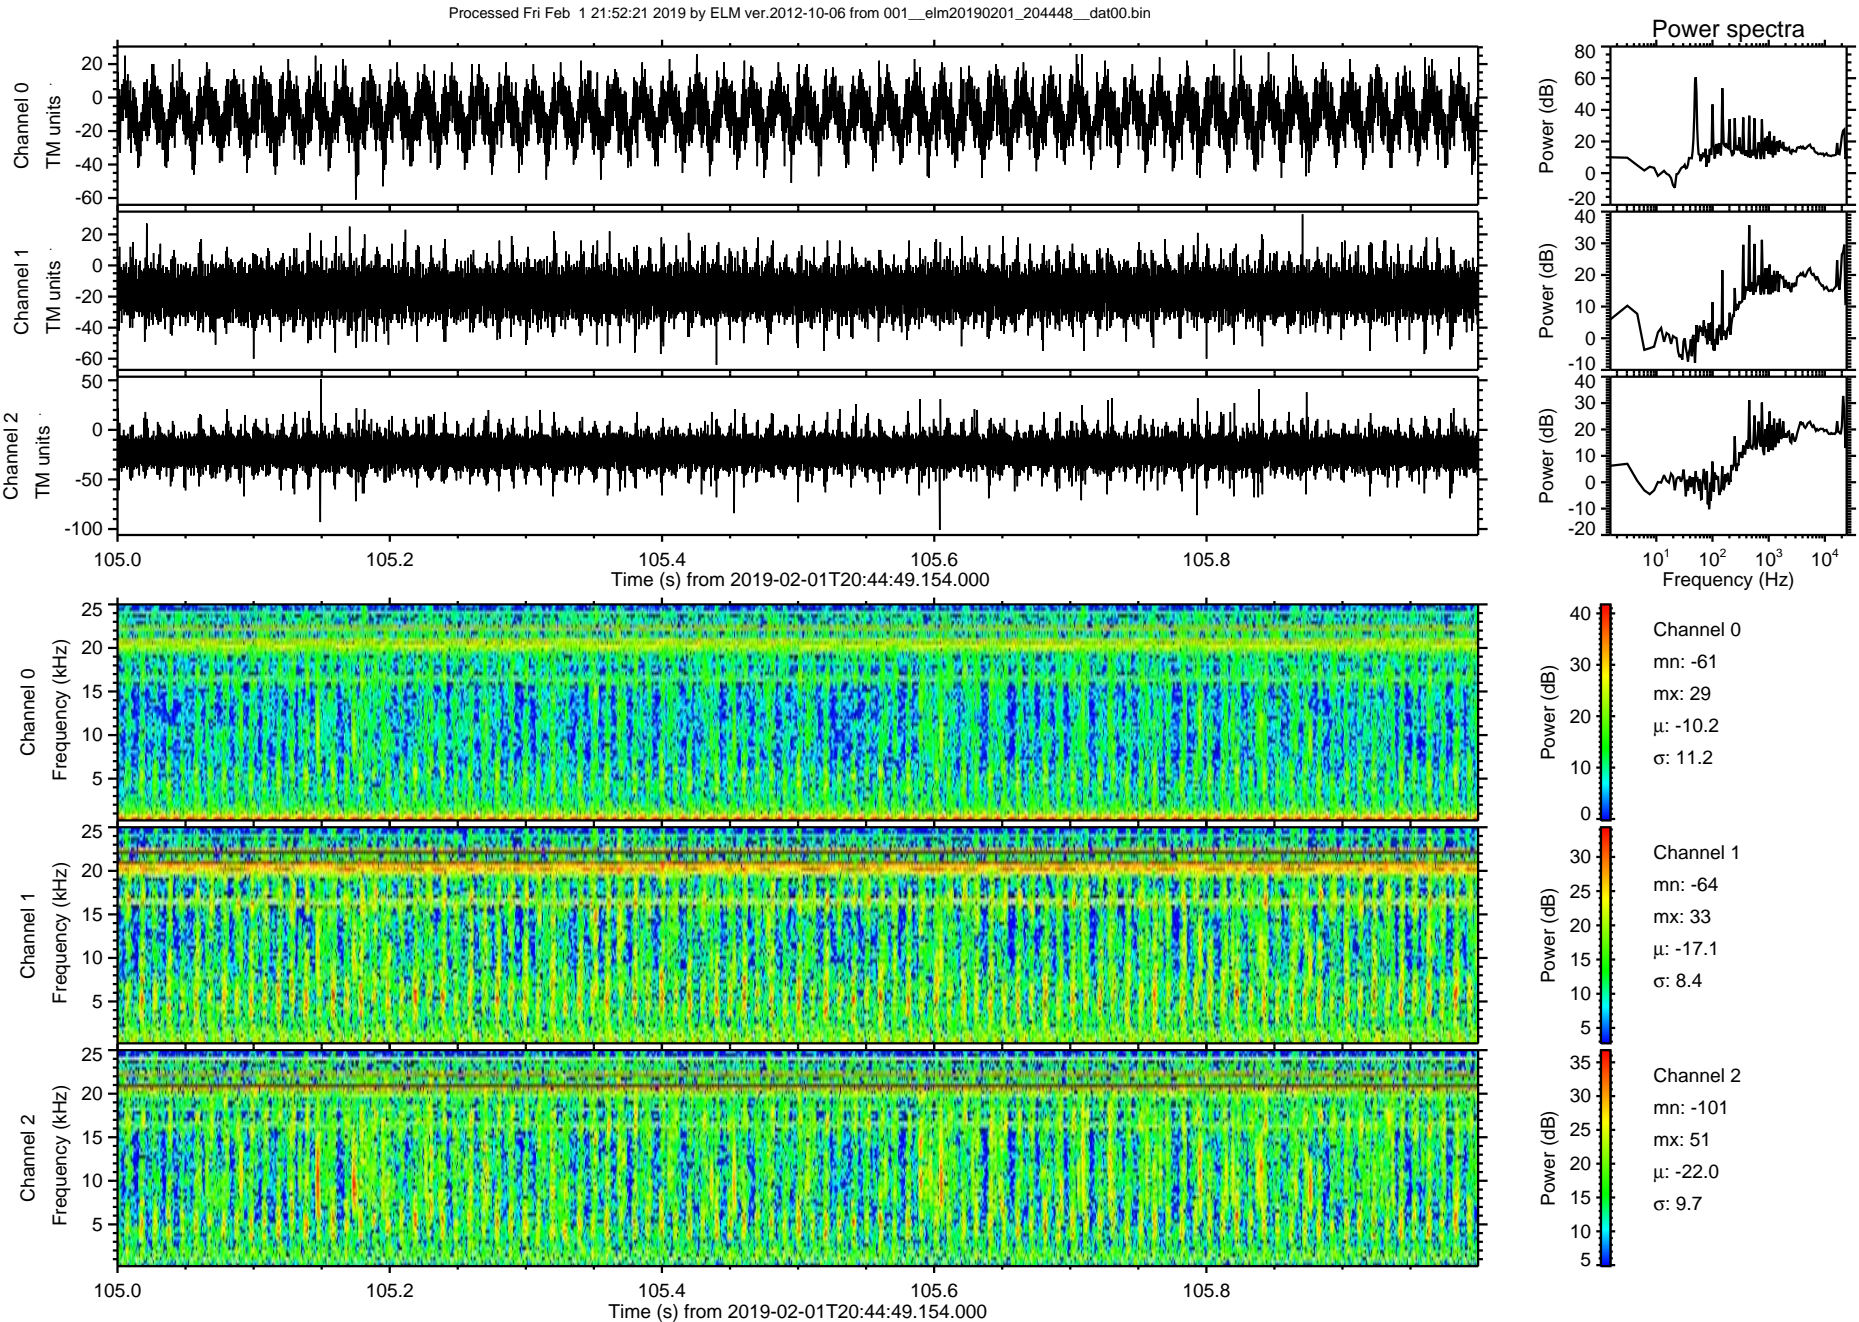 Processed Fri Feb  1 21:52:21 2019 by ELM ver.2012-10-06 from 001__elm20190201_204448__dat00.bin
Power spectra
Channel 0
TM units
20
0
-20
-40
-60
Power (dB)
80
60
40
20
0
-20
Channel 1
TM units
20
0
-20
-40
-60
Power (dB)
40
30
20
10
0
-10
Channel 2
TM units
50
0
-50
-100
Power (dB)
40
30
20
10
0
-10
-20
105.0 105.2 105.4 105.6 105.8
Time (s) from 2019-02-01T20:44:49.154.000
10^1 10^2 10^3 10^4
Frequency (Hz)
Channel 0
Frequency (kHz)
25
20
15
10
5
Power (dB)
40
30
20
10
0
Channel 0
mn: -61
mx: 29
μ: -10.2
σ: 11.2
Channel 1
Frequency (kHz)
25
20
15
10
5
Power (dB)
30
25
20
15
10
5
Channel 1
mn: -64
mx: 33
μ: -17.1
σ: 8.4
Channel 2
Frequency (kHz)
25
20
15
10
5
Power (dB)
35
30
25
20
15
10
5
Channel 2
mn: -101
mx: 51
μ: -22.0
σ: 9.7
105.0 105.2 105.4 105.6 105.8
Time (s) from 2019-02-01T20:44:49.154.000